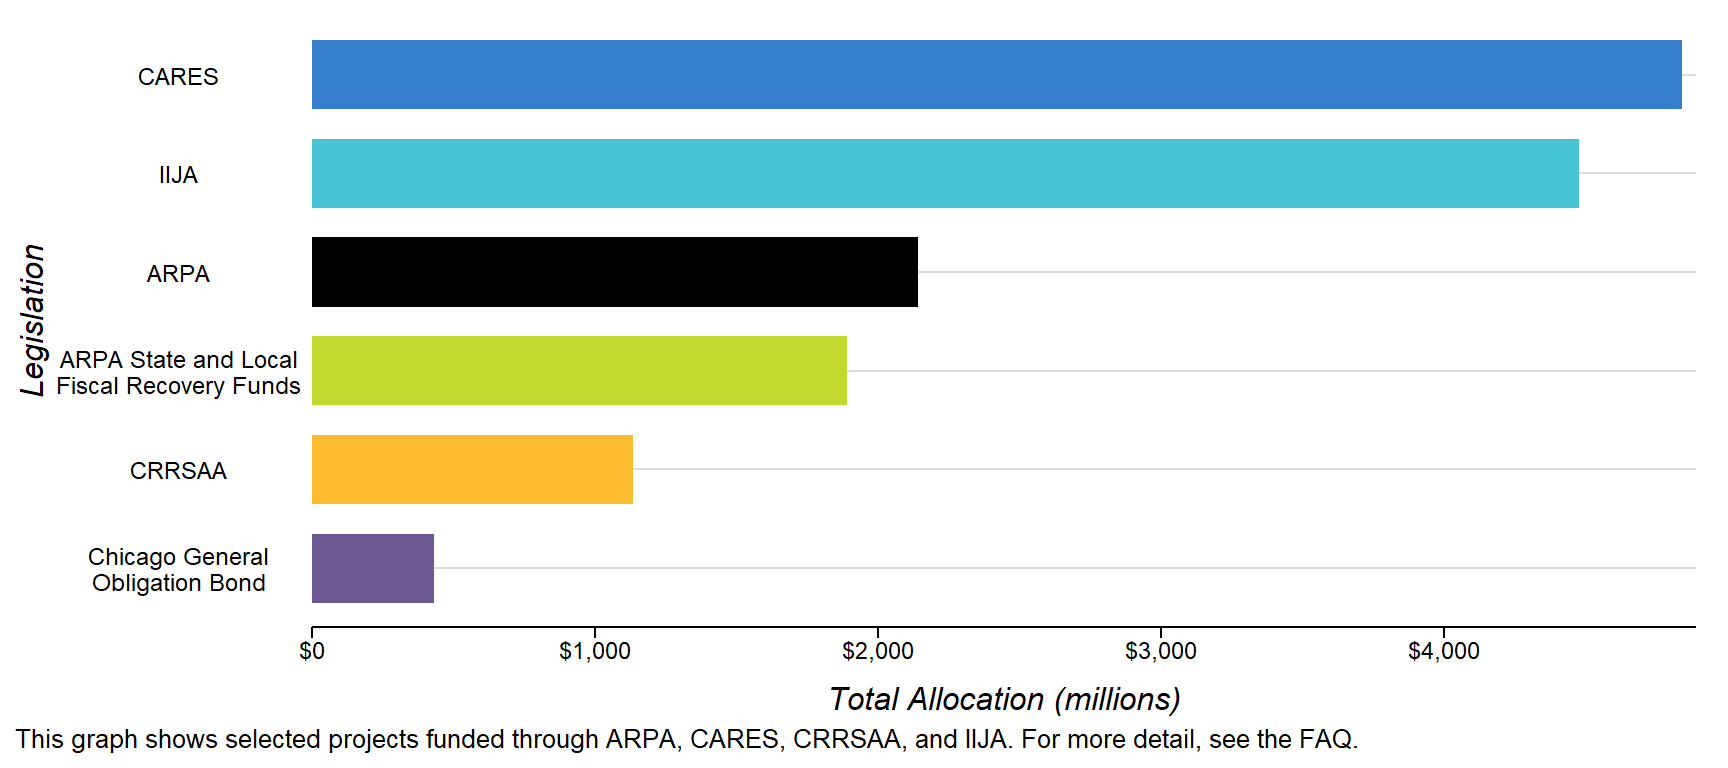 CARES
IIJA
ARPA
ARPA State and Local
Fiscal Recovery Funds
CRRSAA
Chicago General
Obligation Bond
Legislation
$0 $1,000 $2,000 $3,000 $4,000
Total Allocation (millions)
This graph shows selected projects funded through ARPA, CARES, CRRSAA, and IIJA. For more detail, see the FAQ.